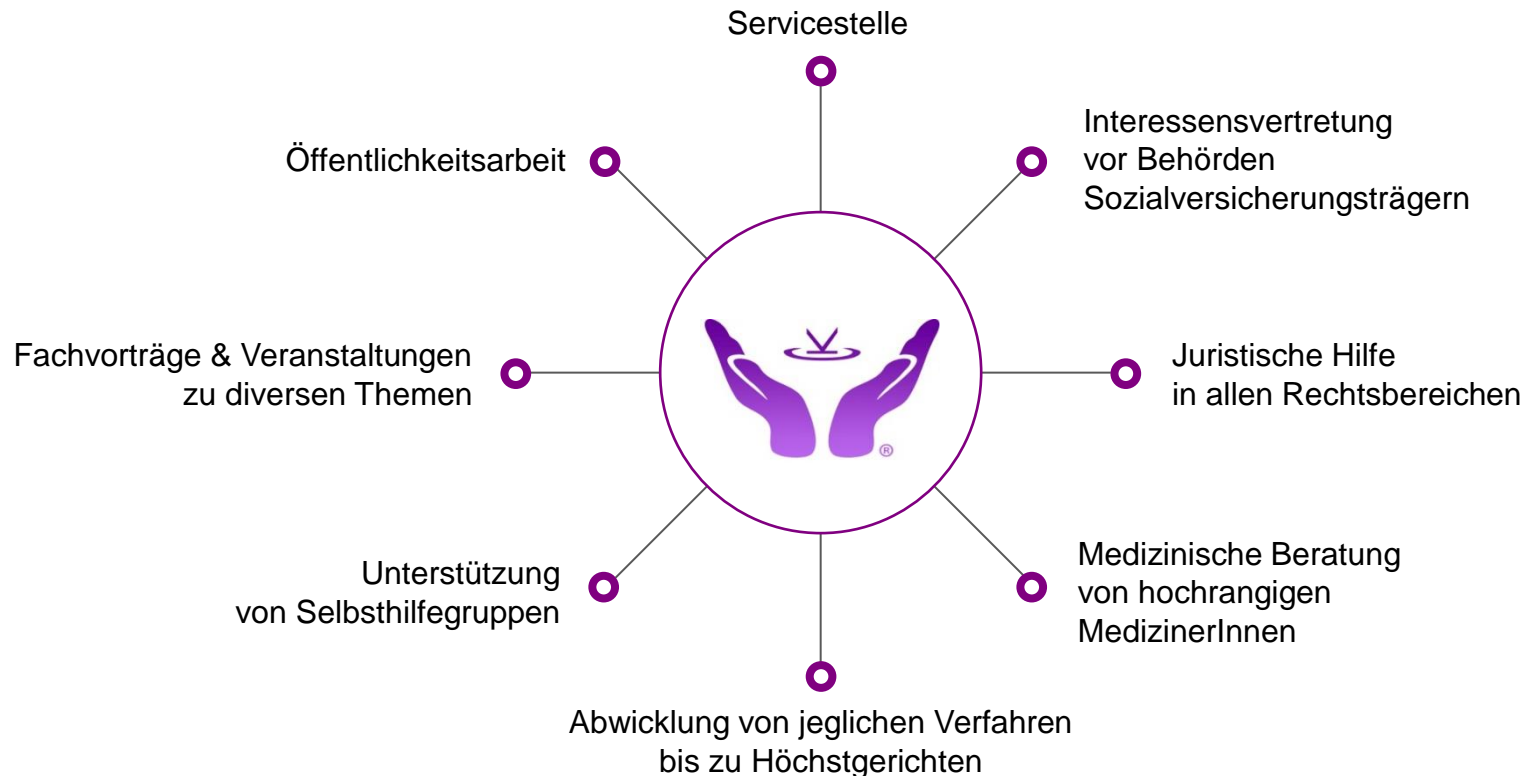 Servicestelle
Interessensvertretung
vor Behörden
Sozialversicherungsträgern
Juristische Hilfe
in allen Rechtsbereichen
Medizinische Beratung
von hochrangigen
MedizinerInnen
Abwicklung von jeglichen Verfahren
bis zu Höchstgerichten
Unterstützung
von Selbsthilfegruppen
Fachvorträge & Veranstaltungen
zu diversen Themen
Öffentlichkeitsarbeit
K
®